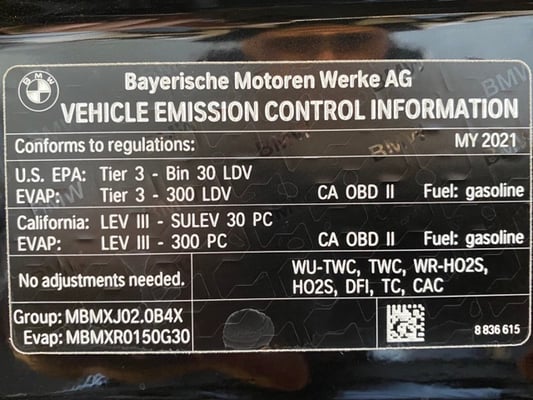 BMW
Bayerische Motoren Werke AG
VEHICLE EMISSION CONTROL INFORMATION
Conforms to regulations: MY 2021
U.S. EPA: Tier 3 - Bin 30 LDV
EVAP: Tier 3 - 300 LDV CA OBD II Fuel: gasoline
California: LEV III - SULEV 30 PC
EVAP: LEV III - 300 PC CA OBD II Fuel: gasoline
No adjustments needed.
WU-TWC, TWC, WR-HO2S,
HO2S, DFI, TC, CAC
Group: MBMXJ02.0B4X
Evap: MBMXR0150G30
8 836 615